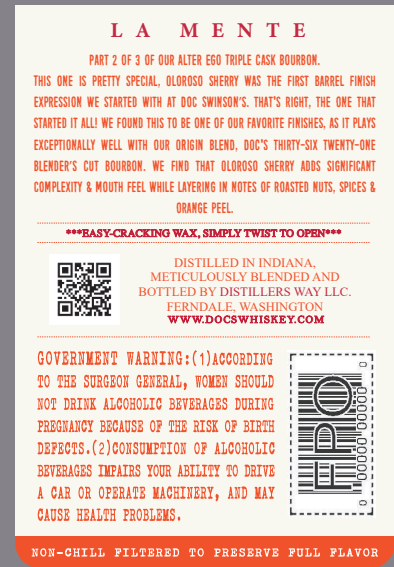 LA MENTE
PART 2 OF 3 OF OUR ALTER EGO TRIPLE CASK BOURBON.
THIS ONE IS PRETTY SPECIAL, OLOROSO SHERRY WAS THE FIRST BARREL FINISH
EXPRESSION WE STARTED WITH AT DOC SWINSON'S. THAT'S RIGHT, THE ONE THAT
STARTED IT ALL! WE FOUND THIS TO BE ONE OF OUR FAVORITE FINISHES, AS IT PLAYS
EXCEPTIONALLY WELL WITH OUR ORIGIN BLEND, DOC'S THIRTY-SIX TWENTY-ONE
BLENDER'S CUT BOURBON. WE FIND THAT OLOROSO SHERRY ADDS SIGNIFICANT
COMPLEXITY & MOUTH FEEL WHILE LAYERING IN NOTES OF ROASTED NUTS, SPICES &
ORANGE PEEL.
***EASY-CRACKING WAX, SIMPLY TWIST TO OPEN***
DISTILLED IN INDIANA,
METICULOUSLY BLENDED AND
BOTTLED BY DISTILLERS WAY LLC.
FERNDALE, WASHINGTON
WWW.DOCSWHISKEY.COM
GOVERNMENT WARNING:(1)ACCORDING
TO THE SURGEON GENERAL, WOMEN SHOULD
NOT DRINK ALCOHOLIC BEVERAGES DURING
PREGNANCY BECAUSE OF THE RISK OF BIRTH
DEFECTS.(2)CONSUMPTION OF ALCOHOLIC
BEVERAGES IMPAIRS YOUR ABILITY TO DRIVE
A CAR OR OPERATE MACHINERY, AND MAY
CAUSE HEALTH PROBLEMS.
FPO
0 00000 00000 0
NON-CHILL FILTERED TO PRESERVE FULL FLAVOR